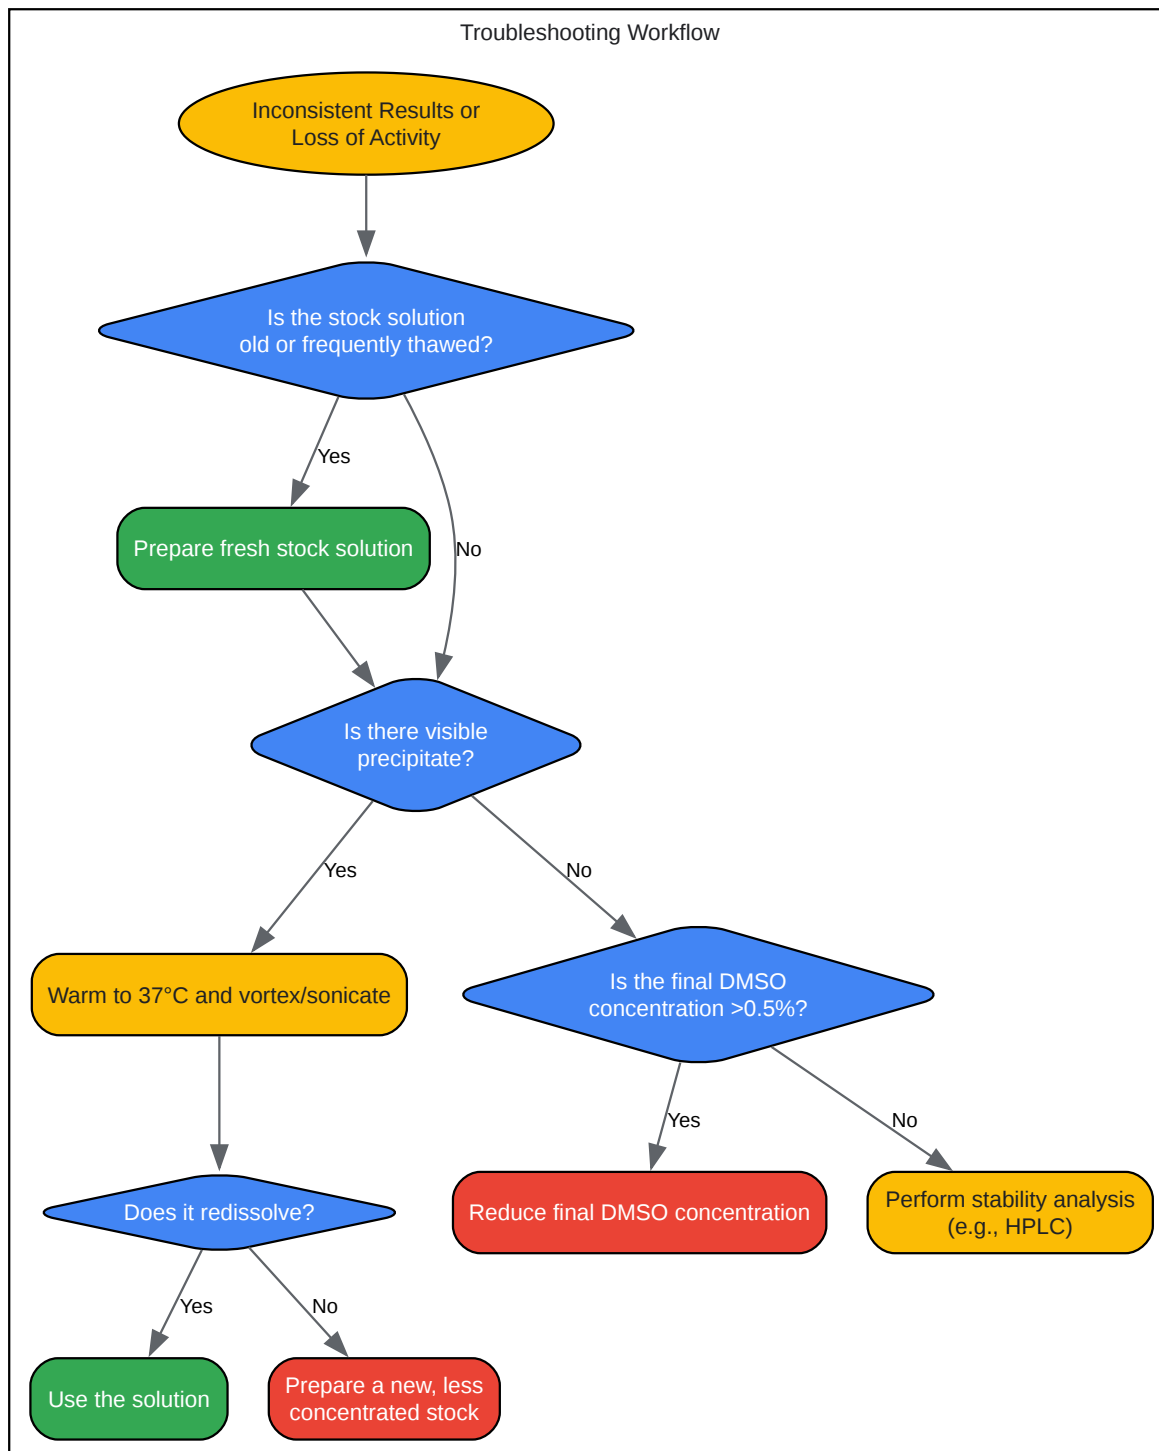 Troubleshooting Workflow
Inconsistent Results or
Loss of Activity
Is the stock solution
old or frequently thawed?
Yes
No
Prepare fresh stock solution
Is there visible
precipitate?
Yes
No
Warm to 37°C and vortex/sonicate
Is the final DMSO
concentration >0.5%?
Yes
No
Does it redissolve?
Reduce final DMSO concentration
Perform stability analysis
(e.g., HPLC)
Yes
No
Use the solution
Prepare a new, less
concentrated stock